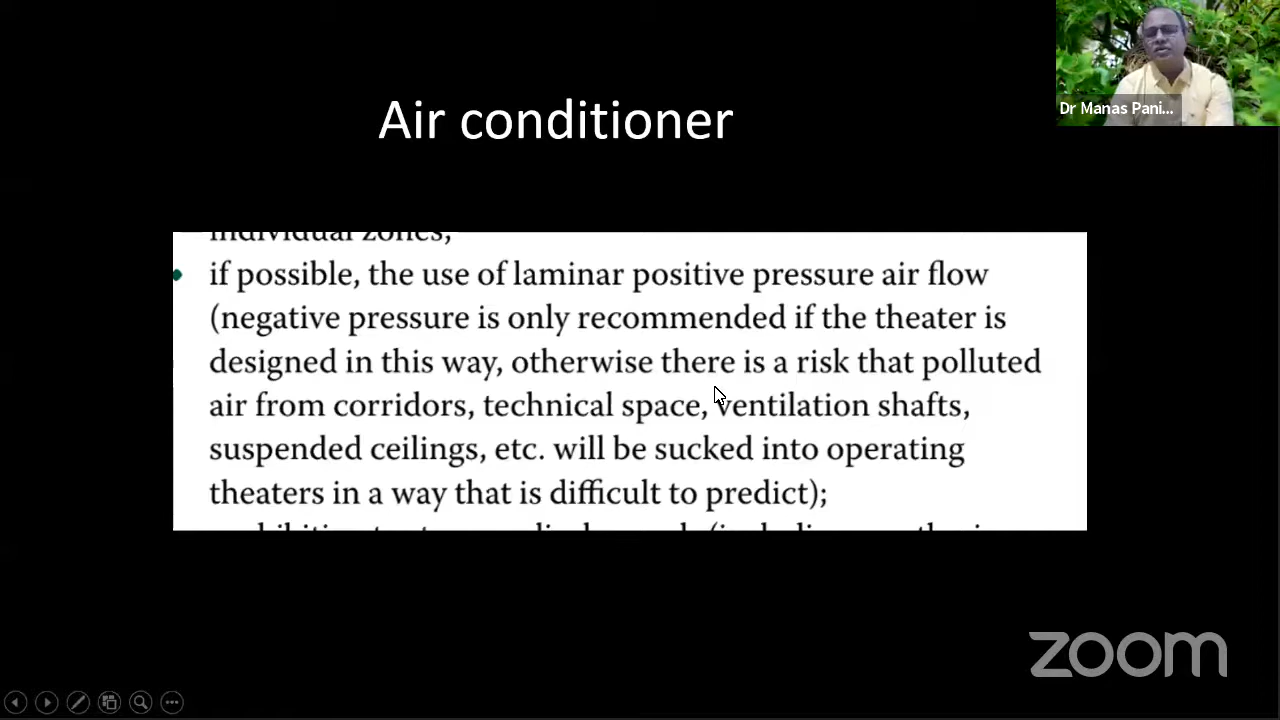 Dr Manas Pani...
Air conditioner
individual zones;
if possible, the use of laminar positive pressure air flow
(negative pressure is only recommended if the theater is
designed in this way, otherwise there is a risk that polluted
air from corridors, technical space, ventilation shafts,
suspended ceilings, etc. will be sucked into operating
theaters in a way that is difficult to predict);
zoom